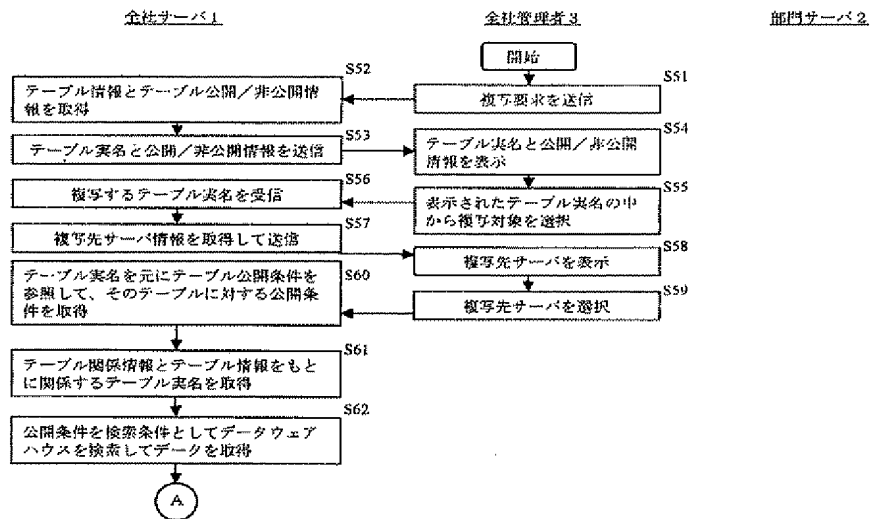 全社サーバ1
全社管理者3
部門サーバ2
開始
S51
複写要求を送信
S52
テーブル情報とテーブル公開/非公開情
報を取得
S53
テーブル実名と公開/非公開情報を送信
S54
テーブル実名と公開/非公開
情報を表示
S55
表示されたテーブル実名の中
から複写対象を選択
S56
複写するテーブル実名を受信
S57
複写先サーバ情報を取得して送信
S58
複写先サーバを表示
S59
複写先サーバを選択
S60
テーブル実名を元にテーブル公開条件を
参照して、そのテーブルに対する公開条
件を取得
S61
テーブル関係情報とテーブル情報をもと
に関係するテーブル実名を取得
S62
公開条件を検索条件としてデータウェア
ハウスを検索してデータを取得
A